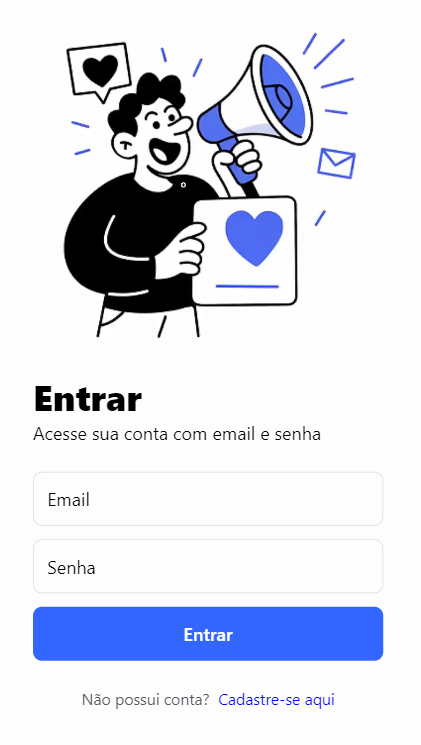 Entrar
Acesse sua conta com email e senha
Email
Senha
Entrar
Não possui conta? Cadastre-se aqui